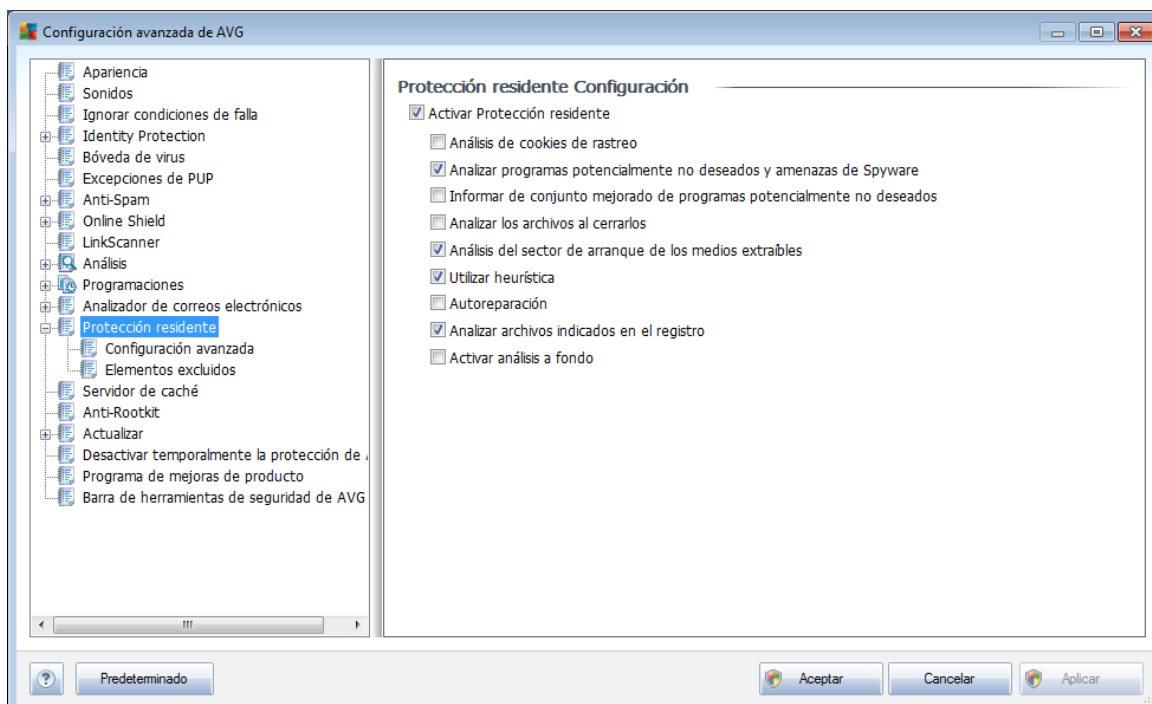 Configuración avanzada de AVG
Apariencia
Sonidos
Ignorar condiciones de falla
Identity Protection
Bóveda de virus
Excepciones de PUP
Anti-Spam
Online Shield
LinkScanner
Análisis
Programaciones
Analizador de correos electrónicos
Protección residente
Configuración avanzada
Elementos excluidos
Servidor de caché
Anti-Rootkit
Actualizar
Desactivar temporalmente la protección de
Programa de mejoras de producto
Barra de herramientas de seguridad de AVG
Protección residente Configuración
Activar Protección residente
Análisis de cookies de rastreo
Analizar programas potencialmente no deseados y amenazas de Spyware
Informar de conjunto mejorado de programas potencialmente no deseados
Analizar los archivos al cerrarlos
Análisis del sector de arranque de los medios extraíbles
Utilizar heurística
Autoreparación
Analizar archivos indicados en el registro
Activar análisis a fondo
? Predeterminado Aceptar Cancelar Aplicar